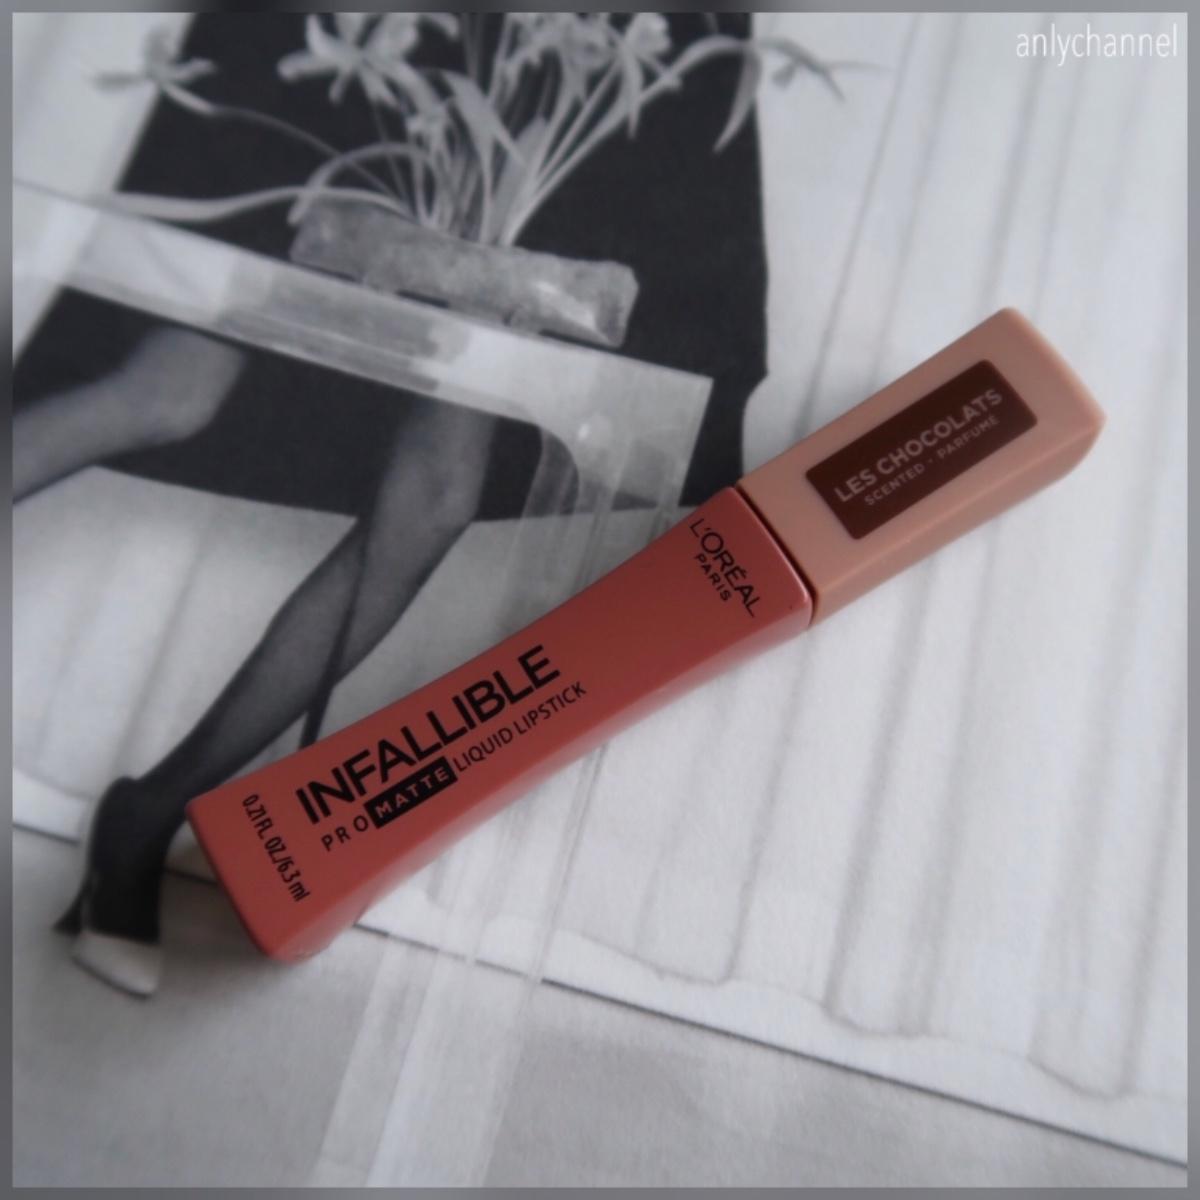 anlychannel
LES CHOCOLATS
SCENTED · PARFUMÉ
L'ORÉAL
PARIS
INFALLIBLE
PRO MATTE LIQUID LIPSTICK
0.21 FL. OZ./6.3 ml